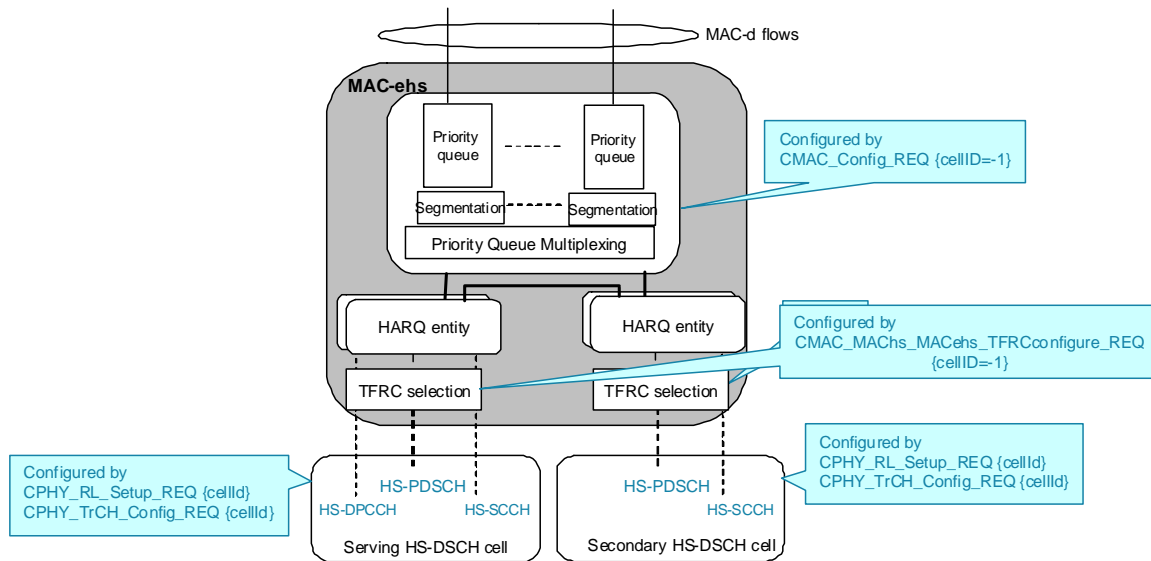 MAC-d flows
MAC-ehs
Priority
queue
Priority
queue
Configured by
CMAC_Config_REQ {cellID=-1}
Segmentation
Segmentation
Priority Queue Multiplexing
HARQ entity
HARQ entity
Configured by
CMAC_MAChs_MACehs_TFRCconfigure_REQ
{cellID=-1}
TFRC selection
TFRC selection
Configured by
CPHY_RL_Setup_REQ {cellId}
CPHY_TrCH_Config_REQ {cellId}
HS-PDSCH
HS-DPCCH
HS-SCCH
Serving HS-DSCH cell
HS-PDSCH
HS-SCCH
Secondary HS-DSCH cell
Configured by
CPHY_RL_Setup_REQ {cellId}
CPHY_TrCH_Config_REQ {cellId}